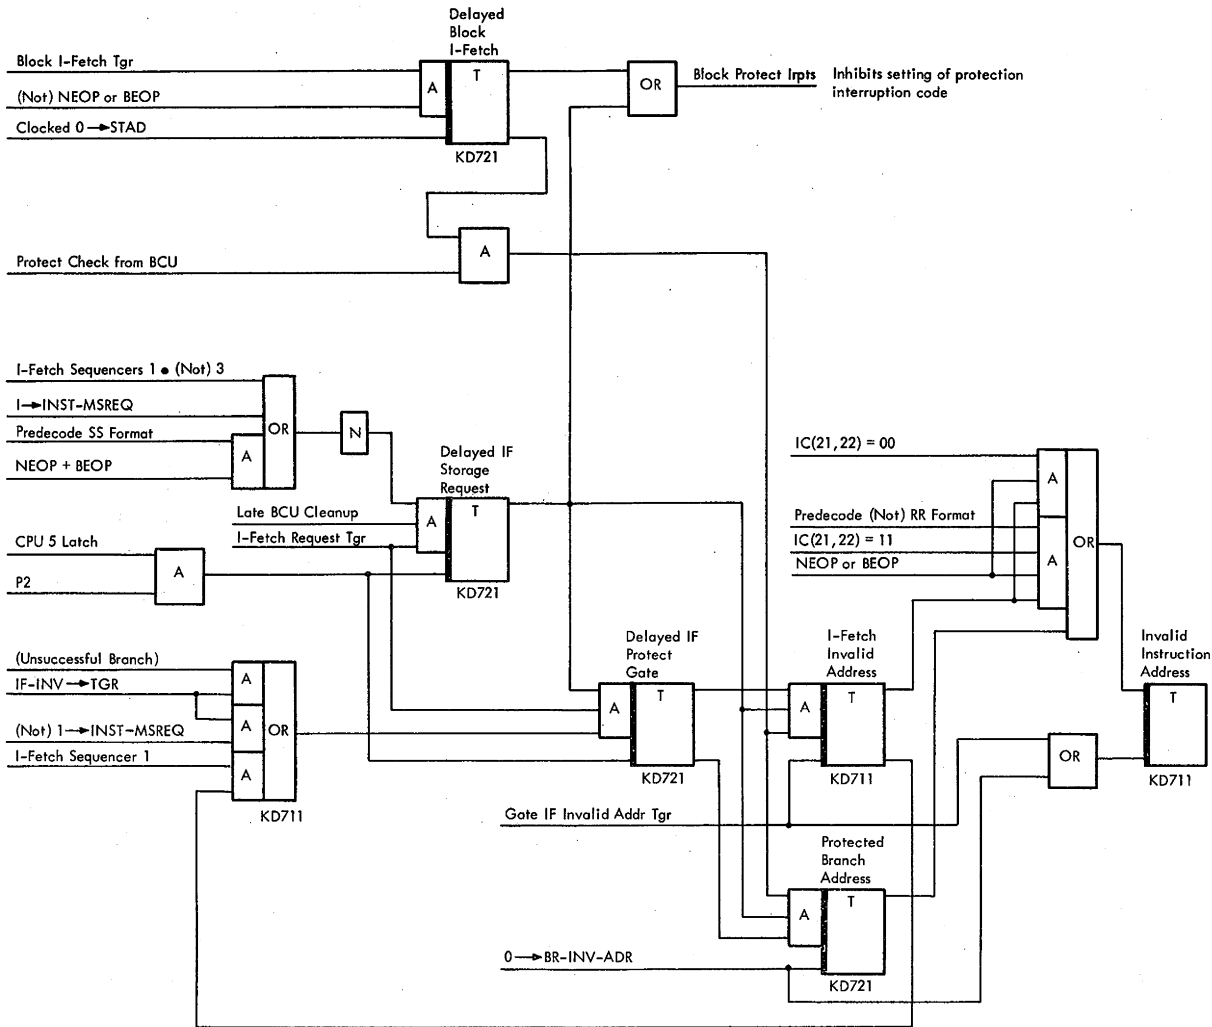 Delayed
Block
I-Fetch
Block I-Fetch Tgr
T
A
OR
Block Protect Irpts
Inhibits setting of protection
interruption code
(Not) NEOP or BEOP
Clocked 0→STAD
KD721
A
Protect Check from BCU
I-Fetch Sequencers 1 • (Not) 3
I→INST-MSREQ
OR
N
Predecode SS Format
A
NEOP + BEOP
Delayed IF
Storage
Request
T
Late BCU Cleanup
A
I-Fetch Request Tgr
KD721
CPU 5 Latch
A
P2
IC(21,22) = 00
A
Predecode (Not) RR Format
IC(21,22) = 11
OR
NEOP or BEOP
A
(Unsuccessful Branch)
A
IF-INV→TGR
A
OR
(Not) 1→INST-MSREQ
I-Fetch Sequencer 1
A
KD711
Delayed IF
Protect
Gate
T
A
KD721
I-Fetch
Invalid
Address
T
A
KD711
Invalid
Instruction
Address
T
OR
KD711
Gate IF Invalid Addr Tgr
Protected
Branch
Address
T
A
0→BR-INV-ADR
KD721